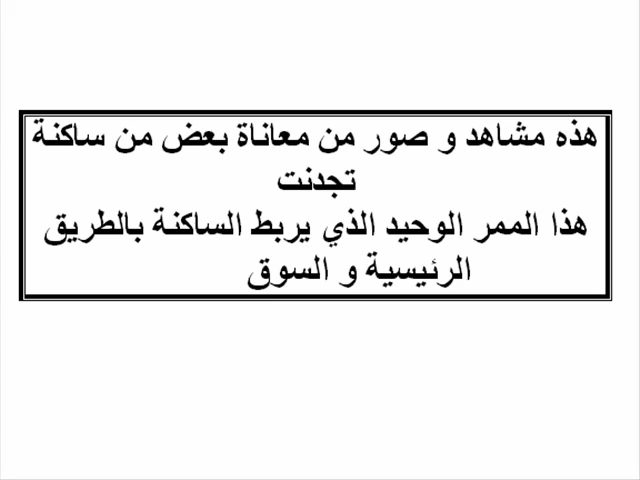 هذه مشاهد و صور من معاناة بعض من ساكنة
تجدنت
هذا الممر الوحيد الذي يربط الساكنة بالطريق
الرئيسية و السوق